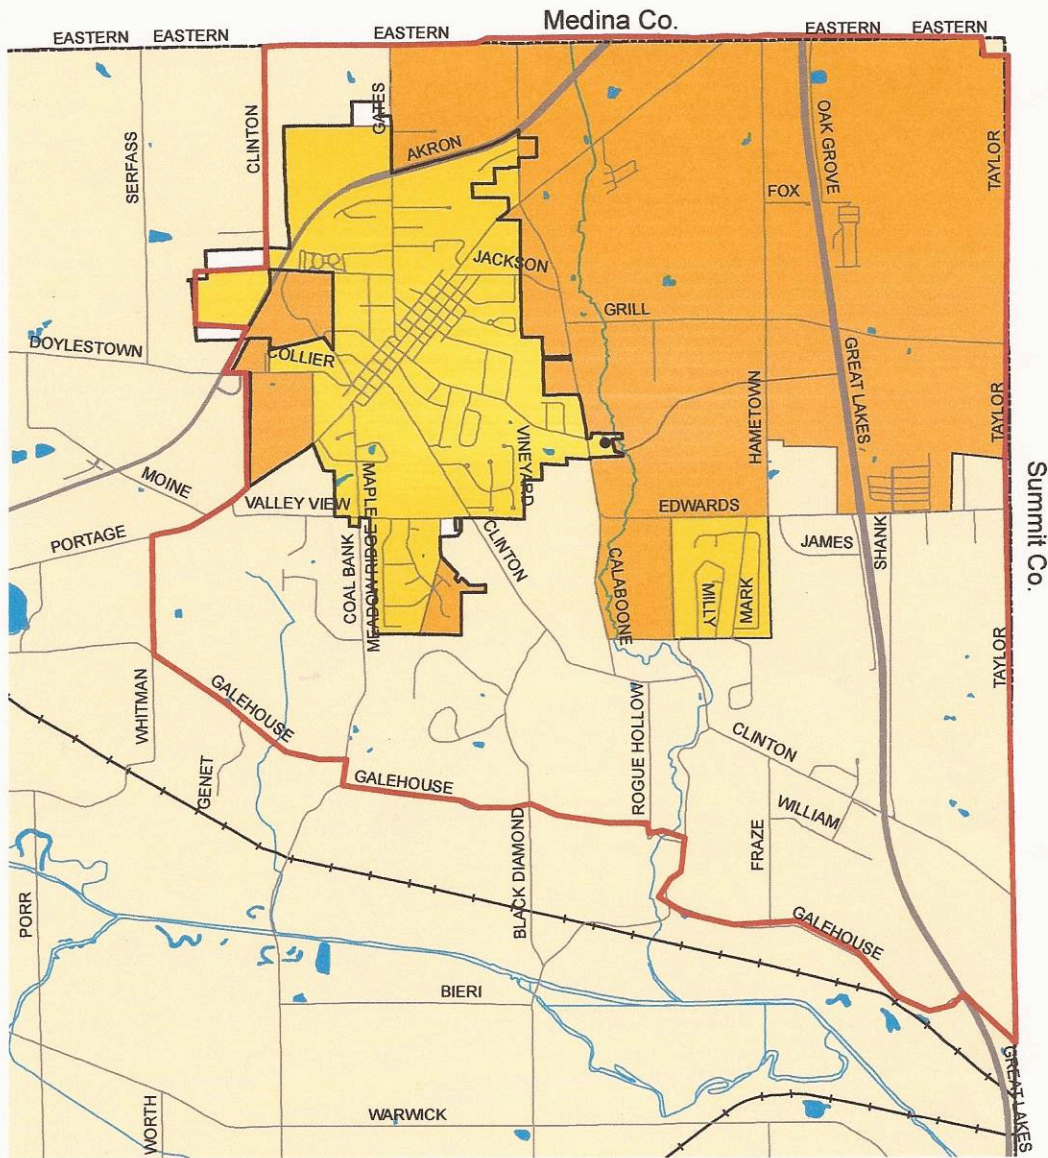 Medina Co.
EASTERN
EASTERN
EASTERN
EASTERN
EASTERN
SERFASS
CLINTON
GATES
AKRON
OAK GROVE
TAYLOR
FOX
JACKSON
GRILL
DOYLESTOWN
COLLIER
GREAT LAKES
HAMETOWN
TAYLOR
VINEYARD
MOINE
VALLEY VIEW
MAPLE
MEADOW RIDGE
CLINTON
EDWARDS
Summit Co.
PORTAGE
COAL BANK
CALABOONE
JAMES
SHANK
MILLY
MARK
TAYLOR
WHITMAN
GALEHOUSE
GENET
GALEHOUSE
ROGUE HOLLOW
CLINTON
WILLIAM
FRAZE
BLACK DIAMOND
PORR
GALEHOUSE
BIERI
GREAT LAKES
WORTH
WARWICK